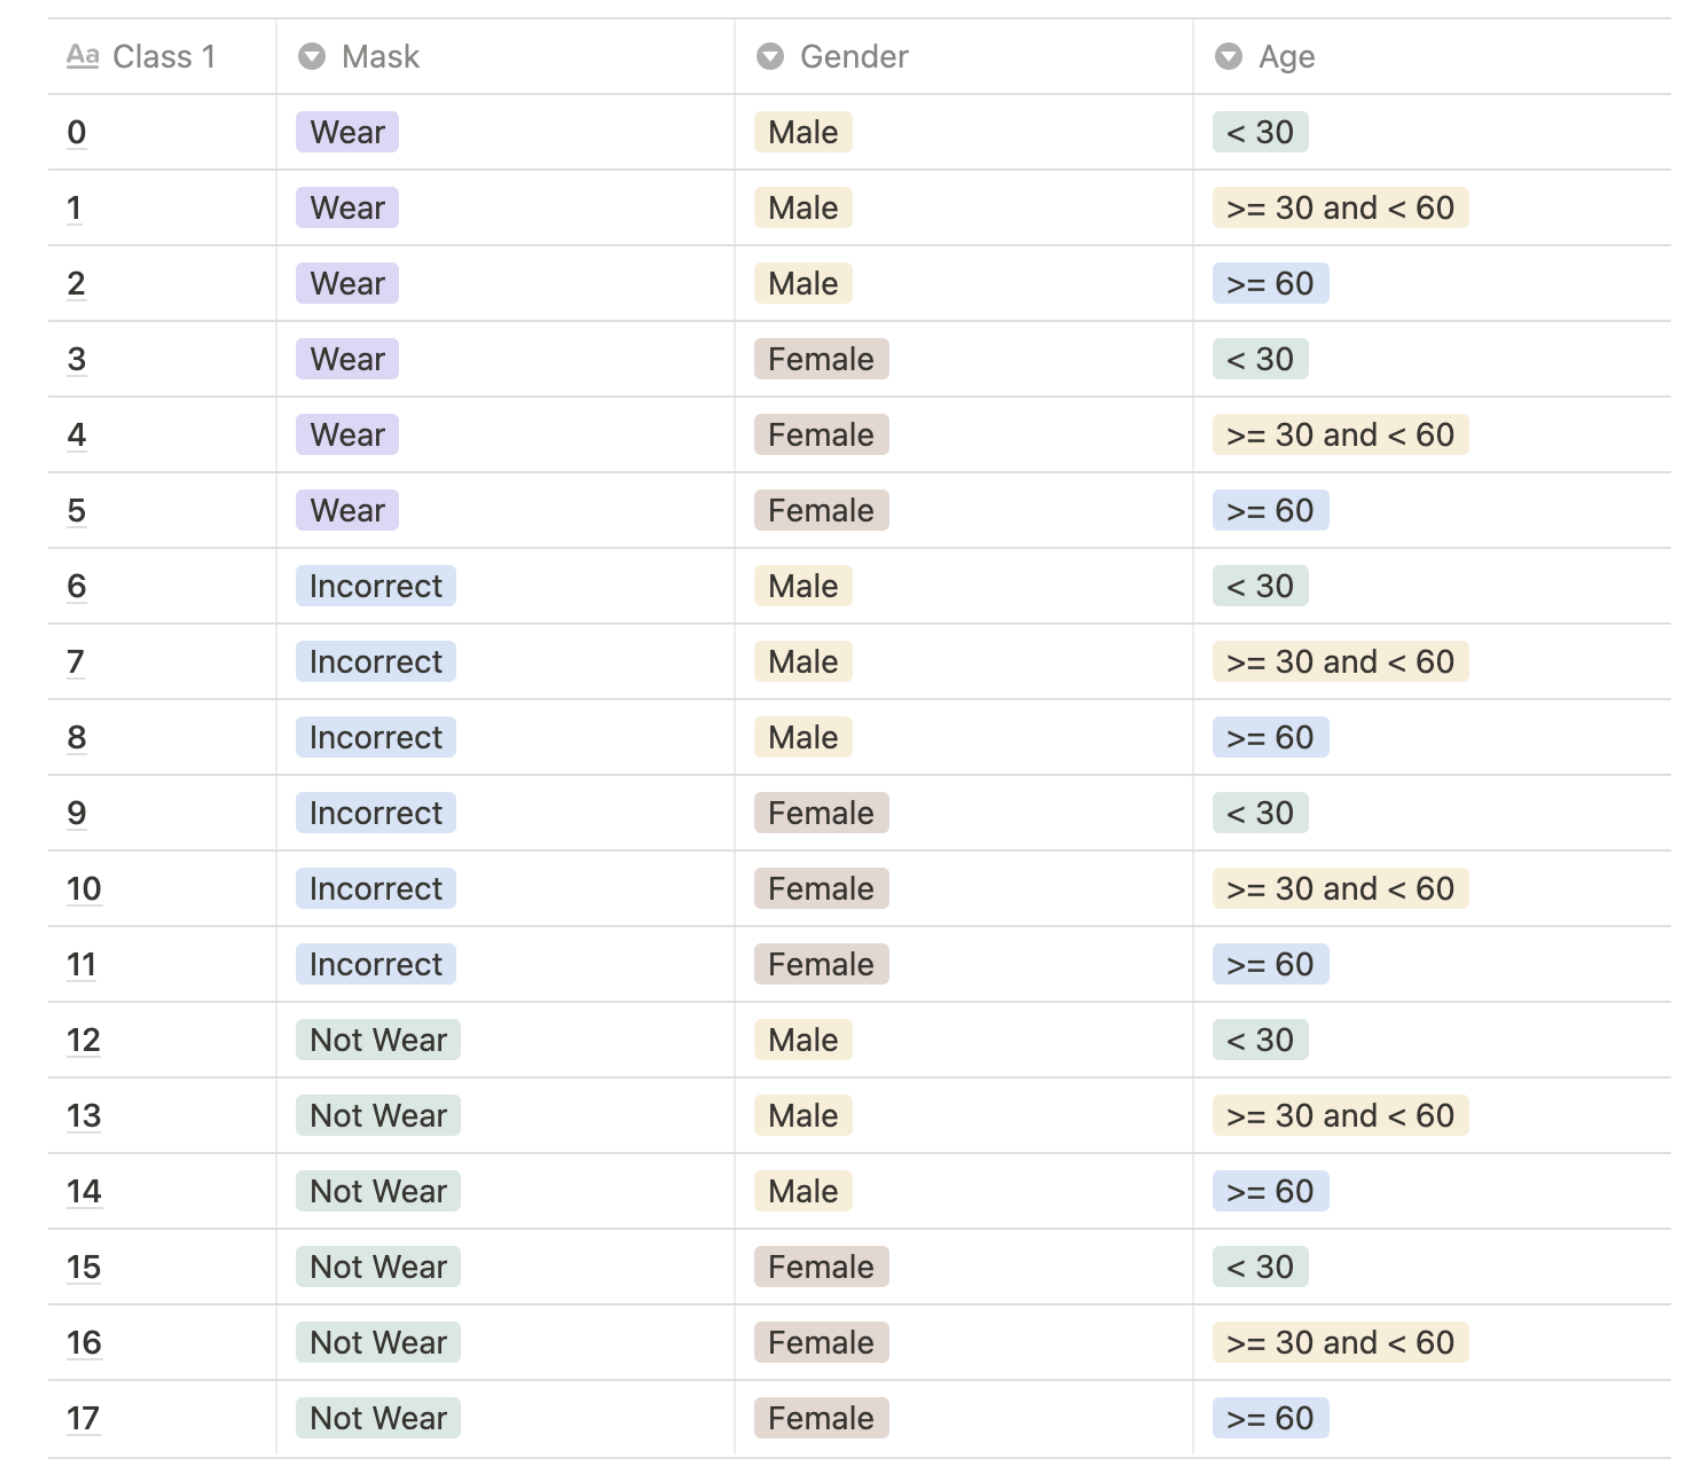 Aa Class 1 Mask Gender Age
0 Wear Male < 30
1 Wear Male >= 30 and < 60
2 Wear Male >= 60
3 Wear Female < 30
4 Wear Female >= 30 and < 60
5 Wear Female >= 60
6 Incorrect Male < 30
7 Incorrect Male >= 30 and < 60
8 Incorrect Male >= 60
9 Incorrect Female < 30
10 Incorrect Female >= 30 and < 60
11 Incorrect Female >= 60
12 Not Wear Male < 30
13 Not Wear Male >= 30 and < 60
14 Not Wear Male >= 60
15 Not Wear Female < 30
16 Not Wear Female >= 30 and < 60
17 Not Wear Female >= 60